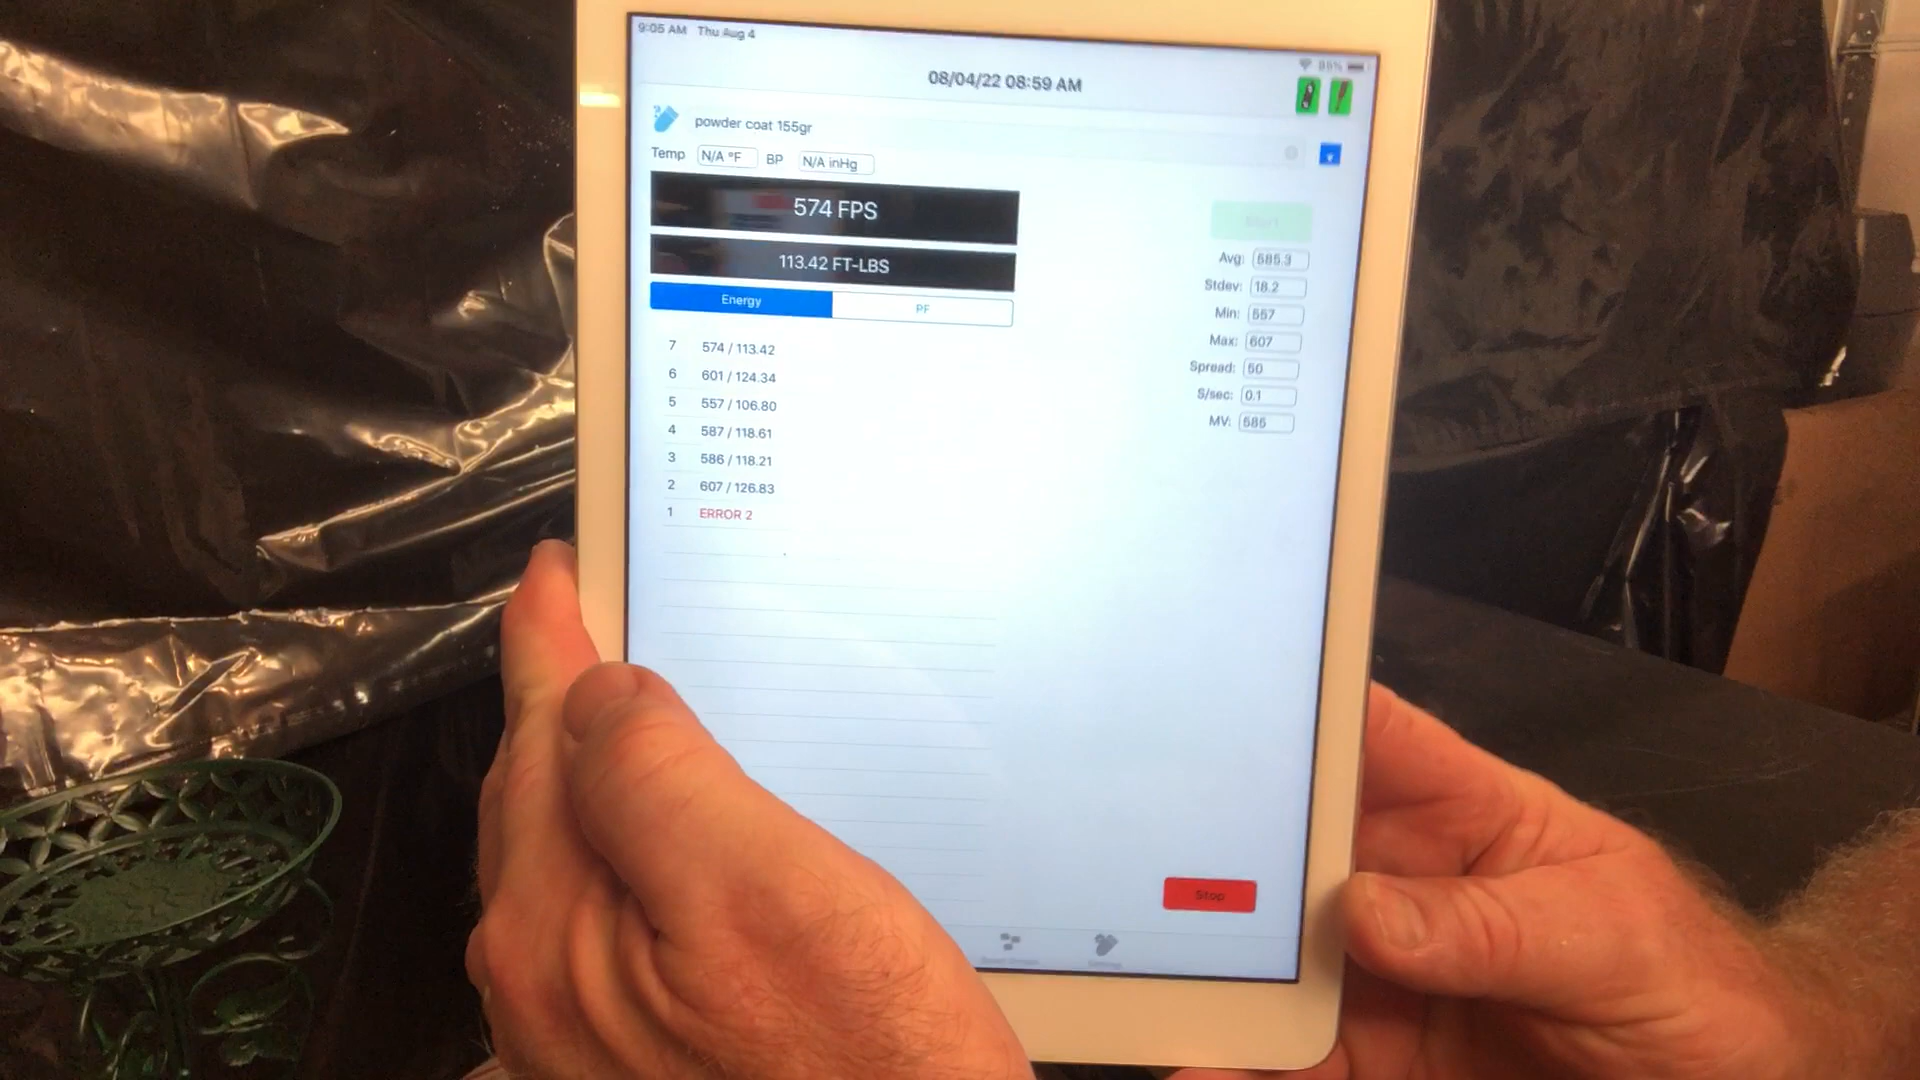 9:05 AM Thu Aug 4
95%
08/04/22 08:59 AM
powder coat 155gr
Temp N/A °F BP N/A inHg
574 FPS
Start
113.42 FT-LBS
Energy PF
Avg: 585.3
Stdev: 18.2
Min: 557
Max: 607
Spread: 50
S/sec: 0.1
MV: 585
7 574 / 113.42
6 601 / 124.34
5 557 / 106.80
4 587 / 118.61
3 586 / 118.21
2 607 / 126.83
1 ERROR 2
Stop